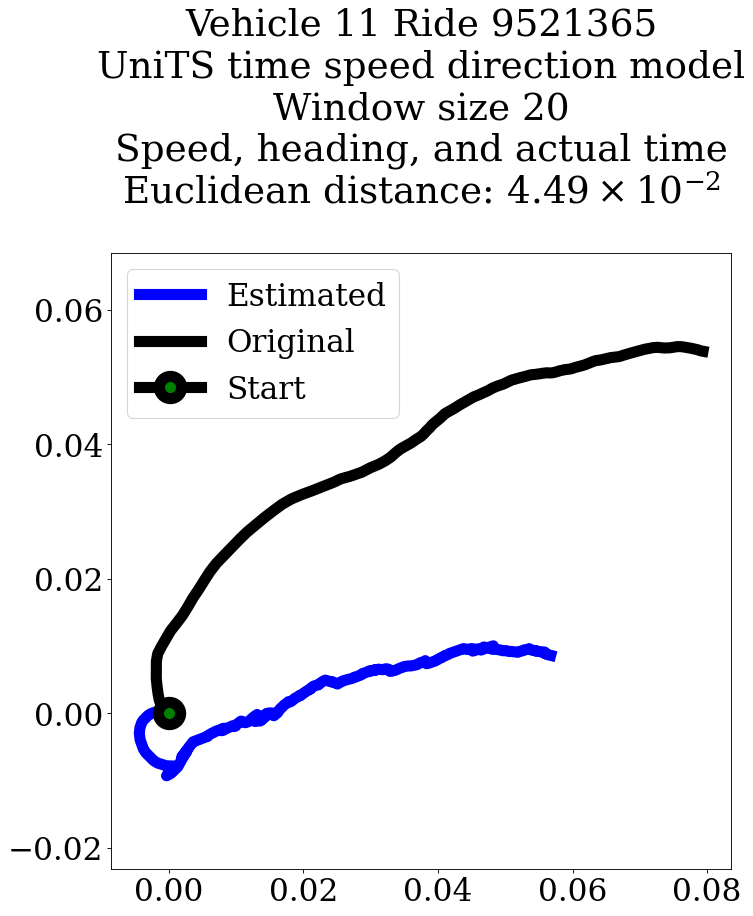 Vehicle 11 Ride 9521365
UniTS time speed direction model
Window size 20
Speed, heading, and actual time
Euclidean distance: 4.49 × 10⁻²
Estimated
Original
Start
0.06
0.04
0.02
0.00
−0.02
0.00 0.02 0.04 0.06 0.08